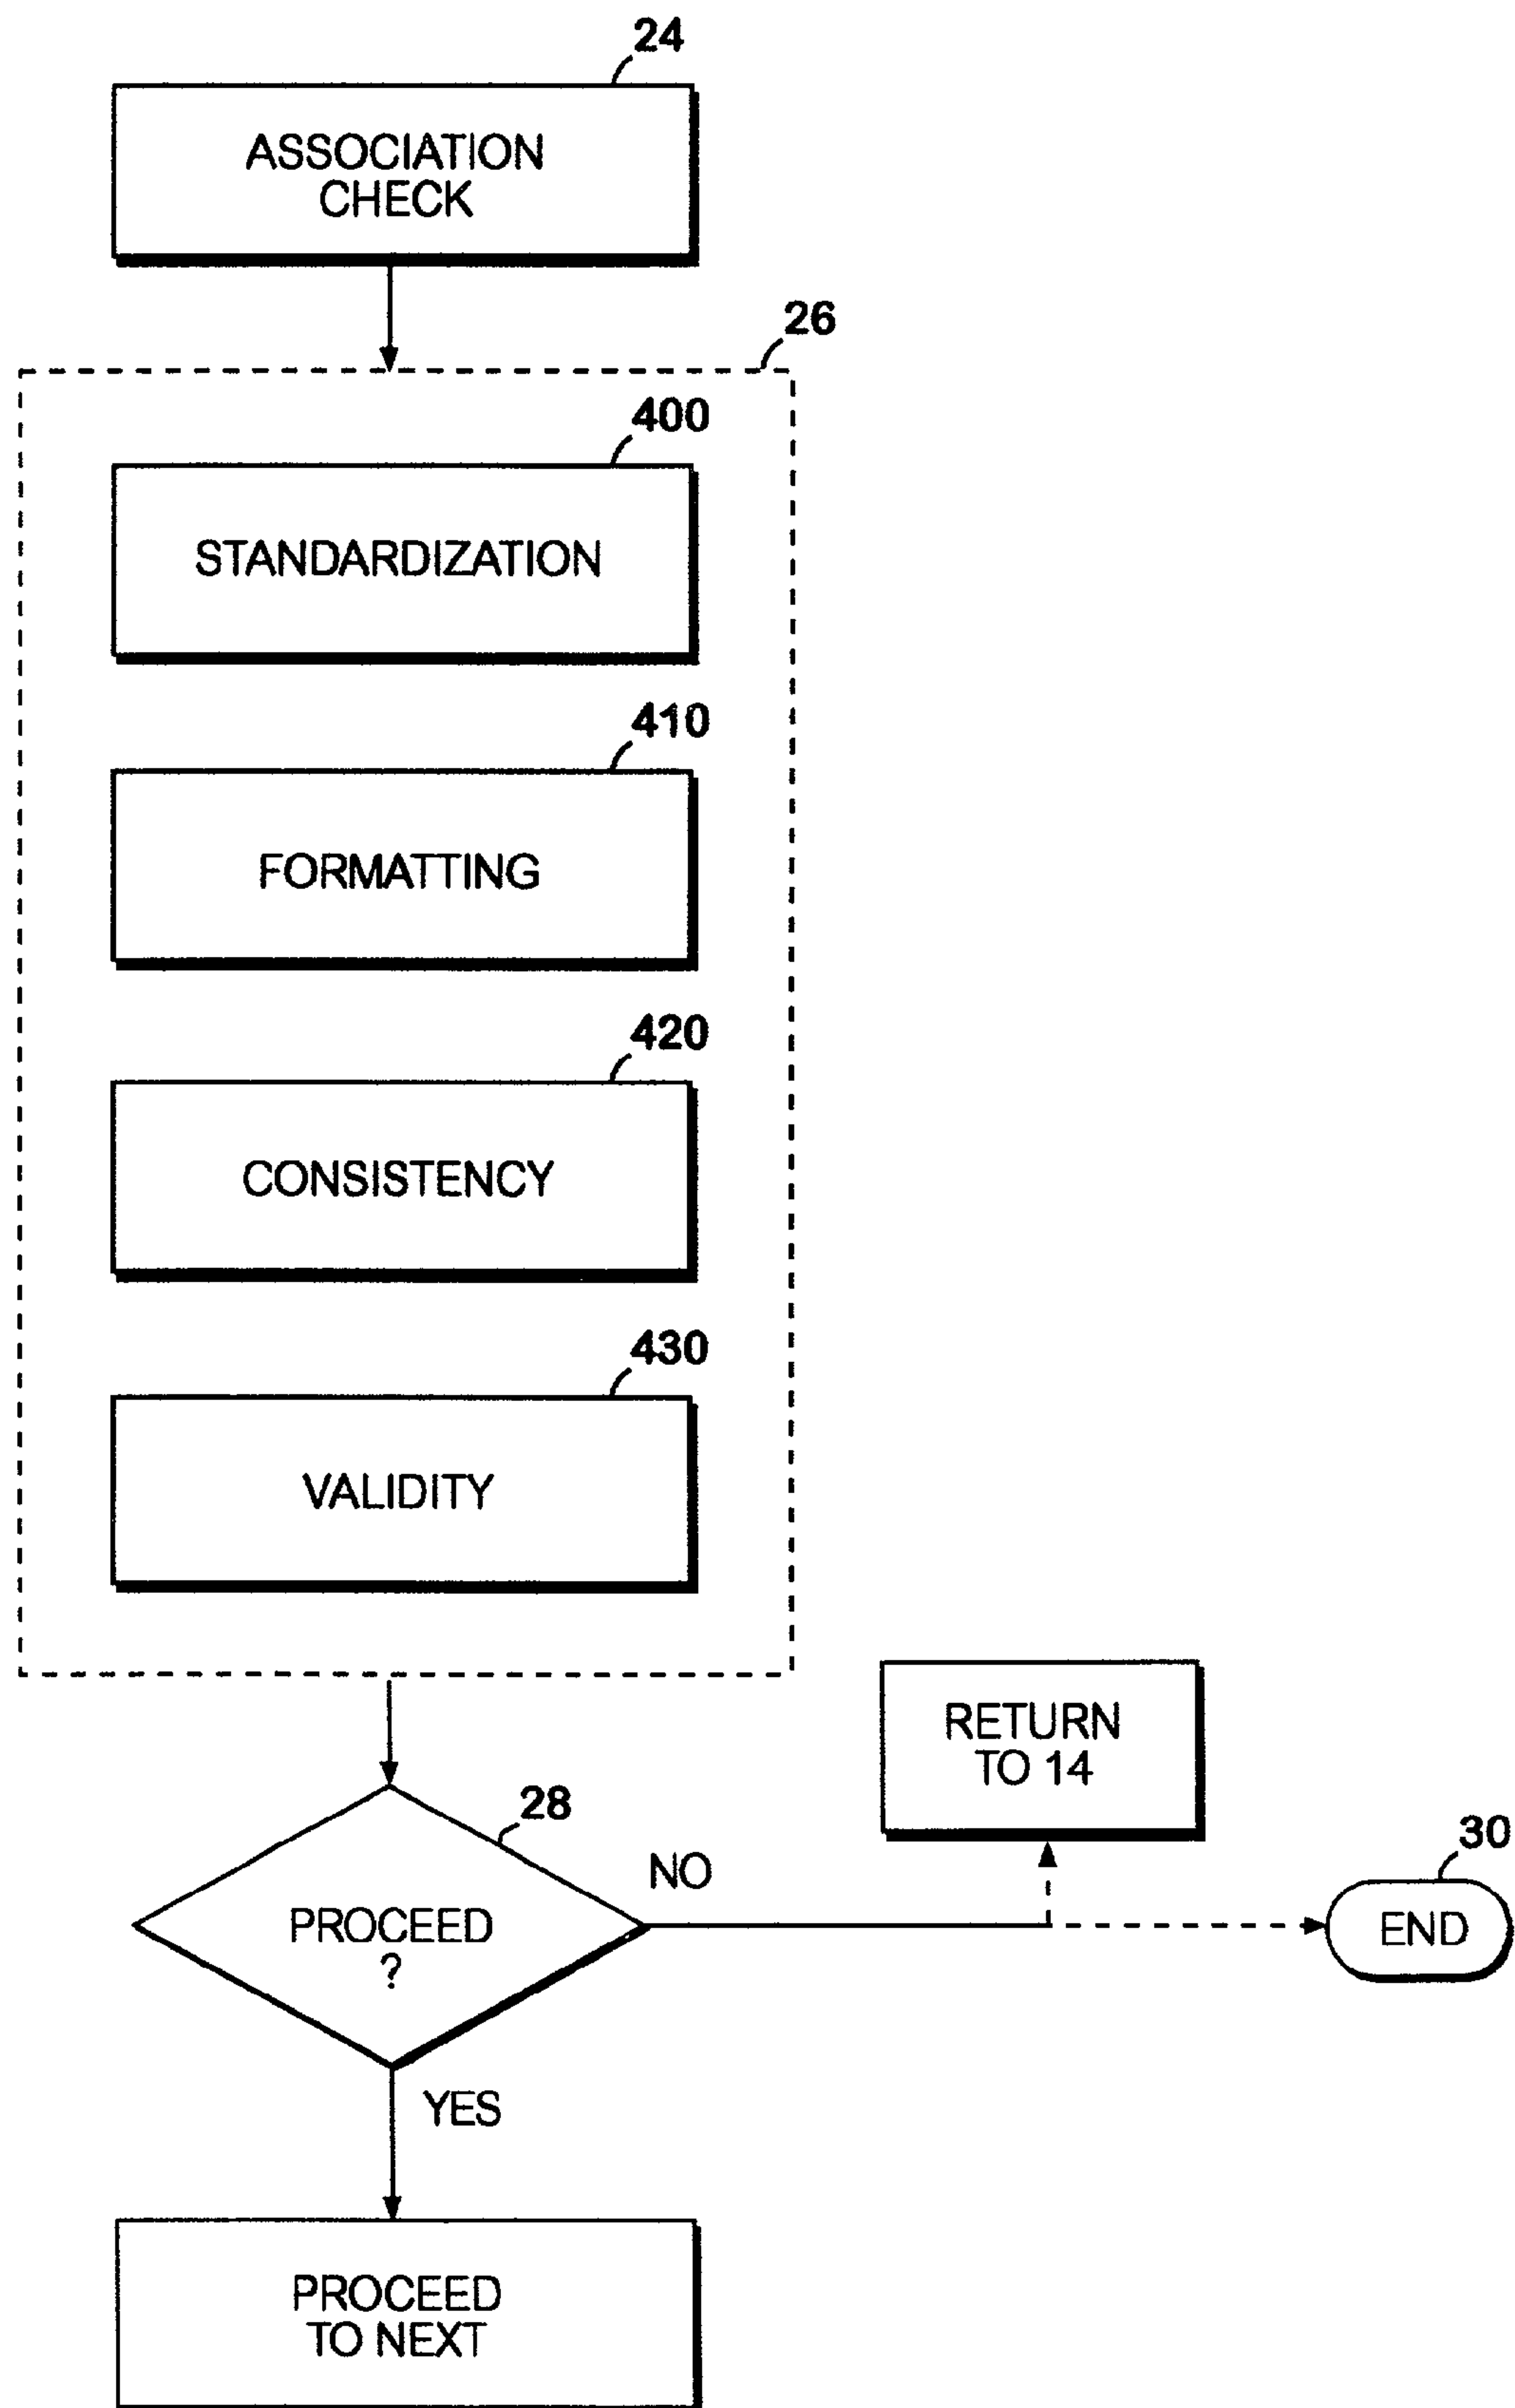 24
ASSOCIATION
CHECK
26
400
STANDARDIZATION
410
FORMATTING
420
CONSISTENCY
430
VALIDITY
RETURN
TO 14
28
NO
30
PROCEED
?
END
YES
PROCEED
TO NEXT